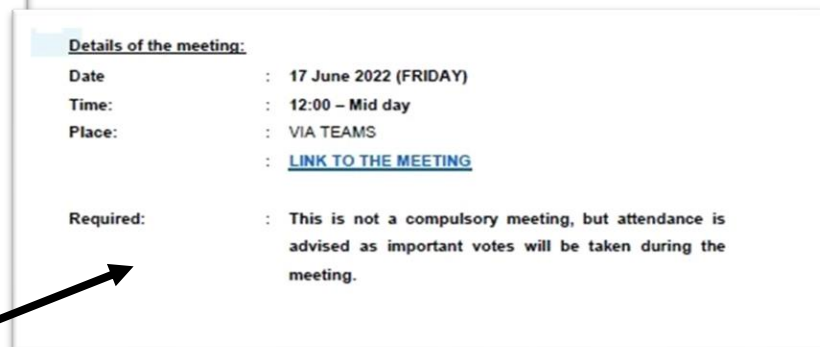 Details of the meeting:
Date : 17 June 2022 (FRIDAY)
Time: : 12:00 – Mid day
Place: : VIA TEAMS
: LINK TO THE MEETING
Required: : This is not a compulsory meeting, but attendance is
advised as important votes will be taken during the
meeting.